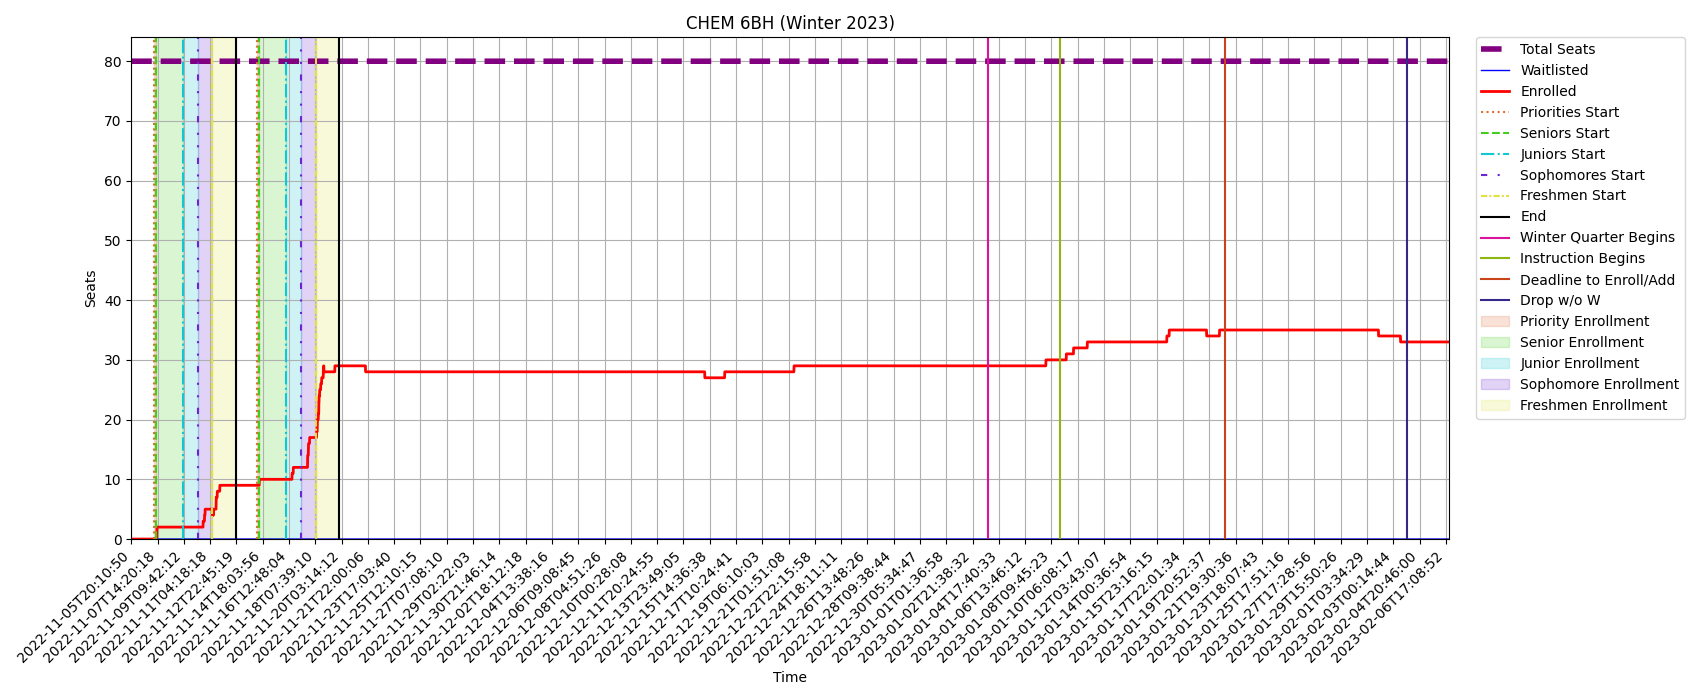 CHEM 6BH (Winter 2023)
Seats
80
70
60
50
40
30
20
10
0
2022-11-05T20:10:50
2022-11-07T14:20:18
2022-11-09T09:42:12
2022-11-11T04:18:18
2022-11-12T22:45:19
2022-11-14T18:03:56
2022-11-16T12:48:04
2022-11-18T07:39:10
2022-11-20T03:14:12
2022-11-21T22:00:06
2022-11-23T17:03:40
2022-11-25T12:10:15
2022-11-27T07:08:10
2022-11-29T02:22:03
2022-11-30T21:46:14
2022-12-02T18:12:18
2022-12-04T13:38:16
2022-12-06T09:08:45
2022-12-08T04:51:26
2022-12-10T00:28:08
2022-12-11T20:24:55
2022-12-13T23:49:05
2022-12-15T14:36:38
2022-12-17T10:24:41
2022-12-19T06:10:03
2022-12-21T01:51:08
2022-12-22T22:15:58
2022-12-24T18:11:11
2022-12-26T13:48:26
2022-12-28T09:38:44
2022-12-30T05:34:47
2023-01-01T01:36:58
2023-01-02T21:38:32
2023-01-04T17:40:33
2023-01-06T13:46:12
2023-01-08T09:45:23
2023-01-10T06:08:17
2023-01-12T03:43:07
2023-01-14T00:36:54
2023-01-15T23:16:15
2023-01-17T22:01:34
2023-01-19T20:52:37
2023-01-21T19:30:36
2023-01-23T18:07:43
2023-01-25T17:51:16
2023-01-27T17:28:56
2023-01-29T15:50:26
2023-02-01T03:34:29
2023-02-03T00:14:44
2023-02-04T20:46:00
2023-02-06T17:08:52
Time
Total Seats
Waitlisted
Enrolled
Priorities Start
Seniors Start
Juniors Start
Sophomores Start
Freshmen Start
End
Winter Quarter Begins
Instruction Begins
Deadline to Enroll/Add
Drop w/o W
Priority Enrollment
Senior Enrollment
Junior Enrollment
Sophomore Enrollment
Freshmen Enrollment